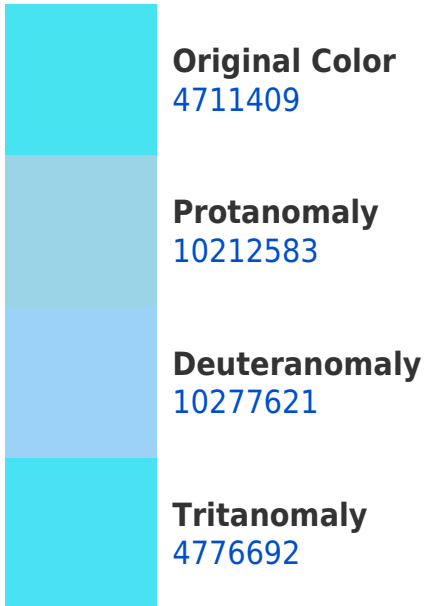 Original Color
4711409
Protanomaly
10212583
Deuteranomaly
10277621
Tritanomaly
4776692